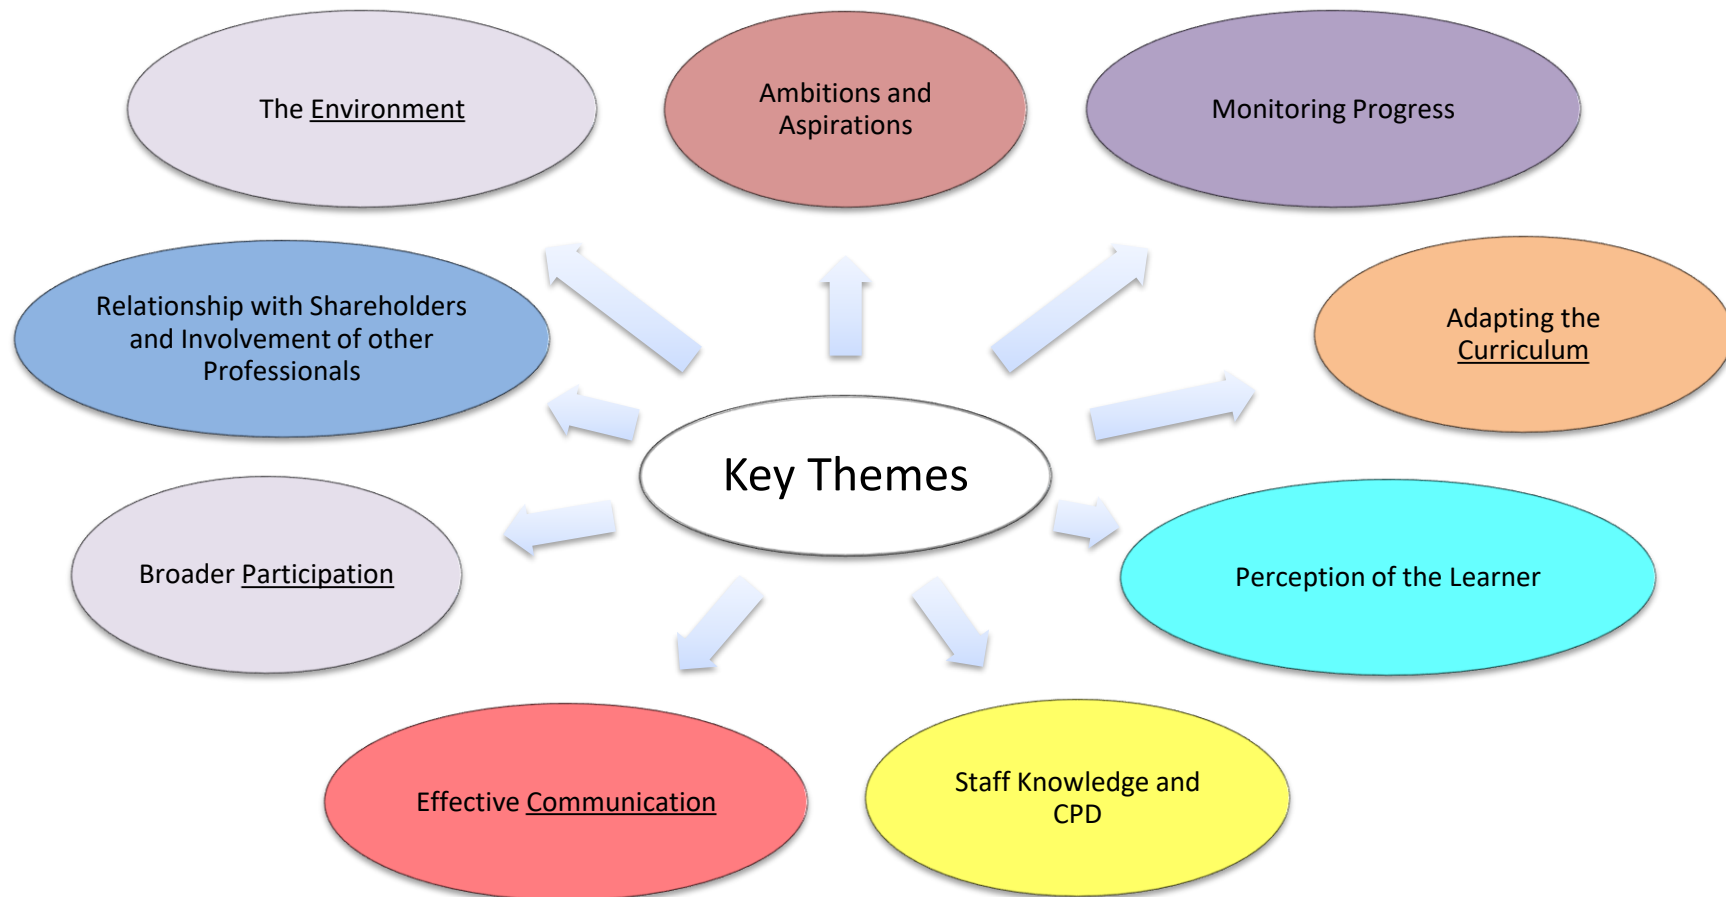 The Environment
Ambitions and
Aspirations
Monitoring Progress
Relationship with Shareholders
and Involvement of other
Professionals
Adapting the
Curriculum
Key Themes
Broader Participation
Perception of the Learner
Effective Communication
Staff Knowledge and
CPD